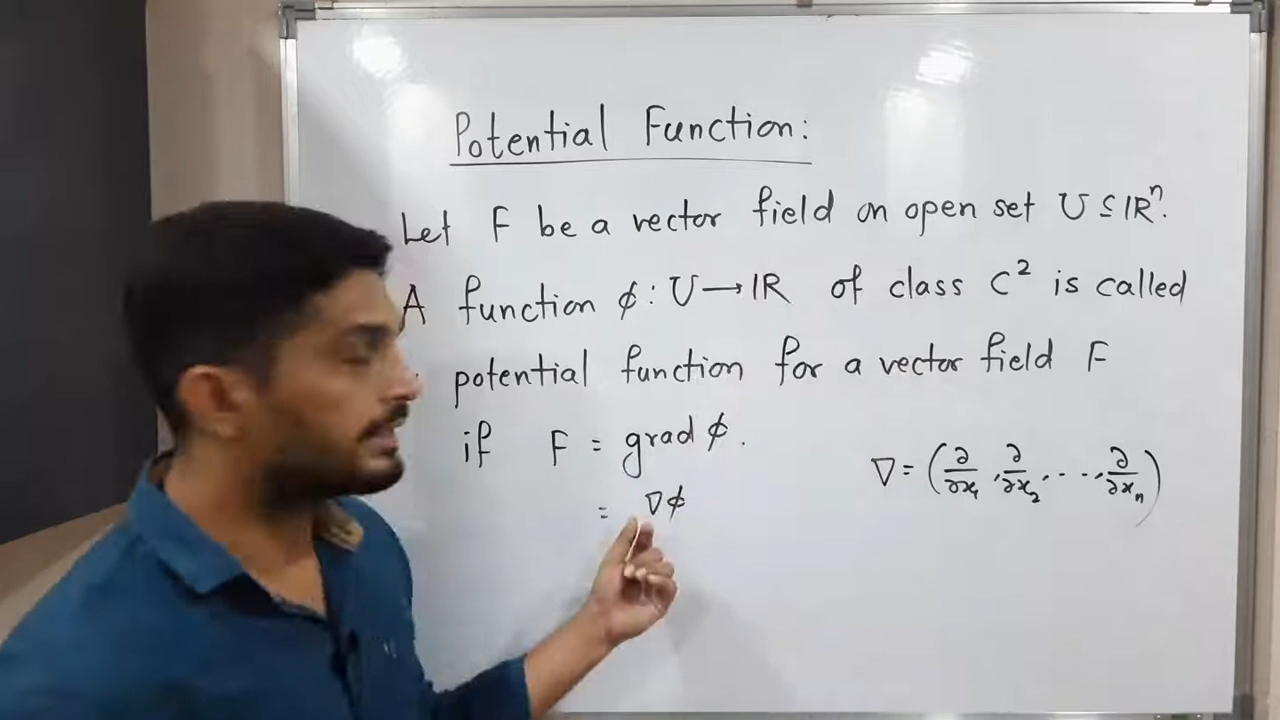 Potential Function:
Let F be a vector field on open set U ⊆ ℝⁿ.
A function ϕ : U → ℝ of class C² is called
potential function for a vector field F
if F = grad ϕ.
= ∇ϕ
∇ = (∂/∂x₁, ∂/∂x₂, ..., ∂/∂xₙ)